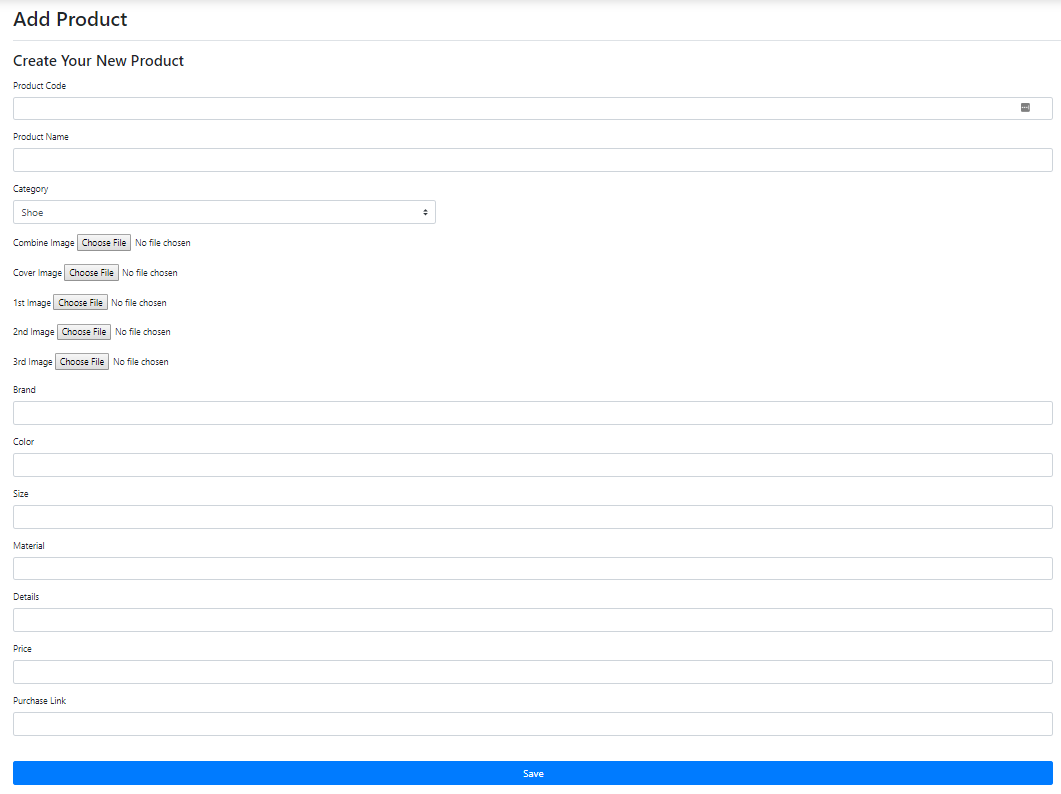 Add Product
Create Your New Product
Product Code
Product Name
Category
Shoe
Combine Image Choose File No file chosen
Cover Image Choose File No file chosen
1st Image Choose File No file chosen
2nd Image Choose File No file chosen
3rd Image Choose File No file chosen
Brand
Color
Size
Material
Details
Price
Purchase Link
Save